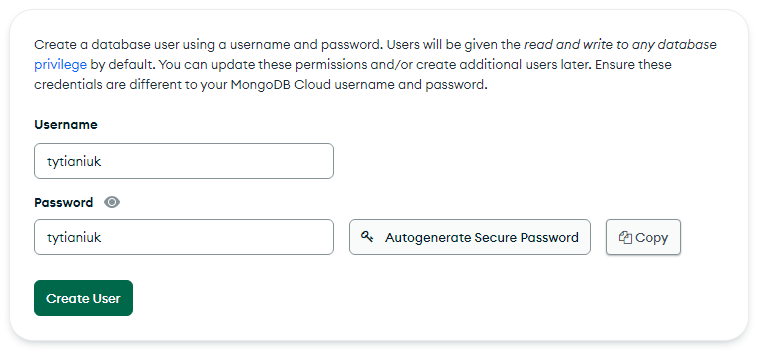 Create a database user using a username and password. Users will be given the read and write to any database
privilege by default. You can update these permissions and/or create additional users later. Ensure these
credentials are different to your MongoDB Cloud username and password.
Username
tytianiuk
Password
tytianiuk
Autogenerate Secure Password
Copy
Create User